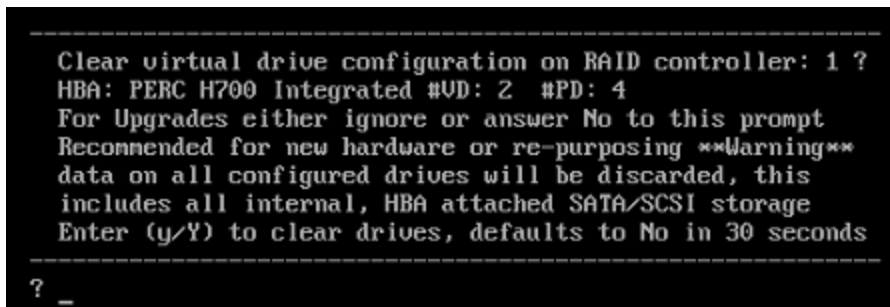 --------------------------------------------------------------
Clear virtual drive configuration on RAID controller: 1 ?
HBA: PERC H700 Integrated #VD: 2 #PD: 4
For Upgrades either ignore or answer No to this prompt
Recommended for new hardware or re-purposing **Warning**
data on all configured drives will be discarded, this
includes all internal, HBA attached SATA/SCSI storage
Enter (y/Y) to clear drives, defaults to No in 30 seconds
--------------------------------------------------------------
? _